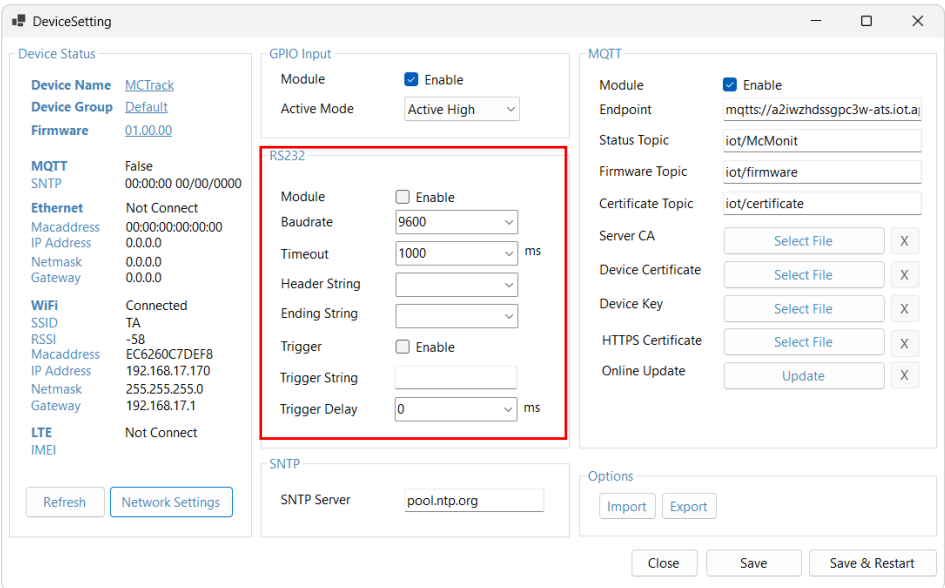 DeviceSetting
Device Status
Device Name MCTrack
Device Group Default
Firmware 01.00.00
MQTT False
SNTP 00:00:00 00/00/0000
Ethernet Not Connect
Macaddress 00:00:00:00:00:00
IP Address 0.0.0.0
Netmask 0.0.0.0
Gateway 0.0.0.0
WiFi Connected
SSID TA
RSSI -58
Macaddress EC6260C7DEF8
IP Address 192.168.17.170
Netmask 255.255.255.0
Gateway 192.168.17.1
LTE Not Connect
IMEI
Refresh Network Settings
GPIO Input
Module Enable
Active Mode Active High
RS232
Module Enable
Baudrate 9600
Timeout 1000 ms
Header String
Ending String
Trigger Enable
Trigger String
Trigger Delay 0 ms
SNTP
SNTP Server pool.ntp.org
MQTT
Module Enable
Endpoint mqtts://a2iwzhdssgpc3w-ats.iot.a
Status Topic iot/McMonit
Firmware Topic iot/firmware
Certificate Topic iot/certificate
Server CA Select File X
Device Certificate Select File X
Device Key Select File X
HTTPS Certificate Select File X
Online Update Update X
Options
Import Export
Close Save Save & Restart